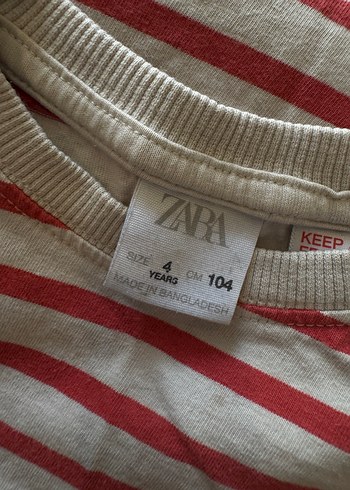 ZARA
SIZE 4 YEARS CM 104
MADE IN BANGLADESH
KEEP